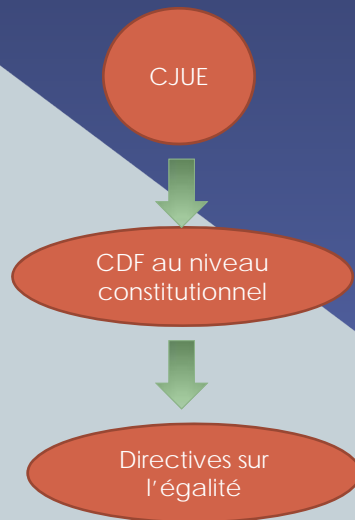 CJUE
CDF au niveau
constitutionnel
Directives sur
l'égalité